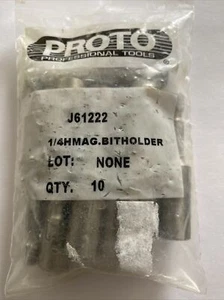 PROTO
PROFESSIONAL TOOLS
®
J61222
1/4HMAG.BITHOLDER
LOT: NONE
QTY. 10